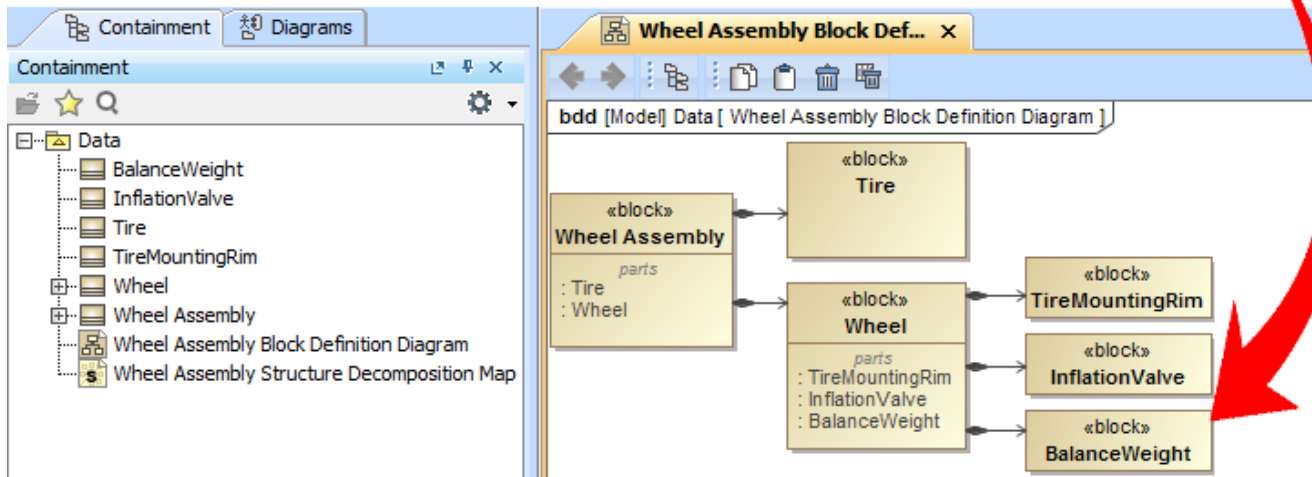 Containment
Diagrams
Containment
Data
BalanceWeight
InflationValve
Tire
TireMountingRim
Wheel
Wheel Assembly
Wheel Assembly Block Definition Diagram
S
Wheel Assembly Structure Decomposition Map
Wheel Assembly Block Def...
bdd [Model] Data [ Wheel Assembly Block Definition Diagram ]
«block»
Tire
«block»
Wheel Assembly
parts
: Tire
: Wheel
«block»
Wheel
parts
: TireMountingRim
: InflationValve
: BalanceWeight
«block»
TireMountingRim
«block»
InflationValve
«block»
BalanceWeight